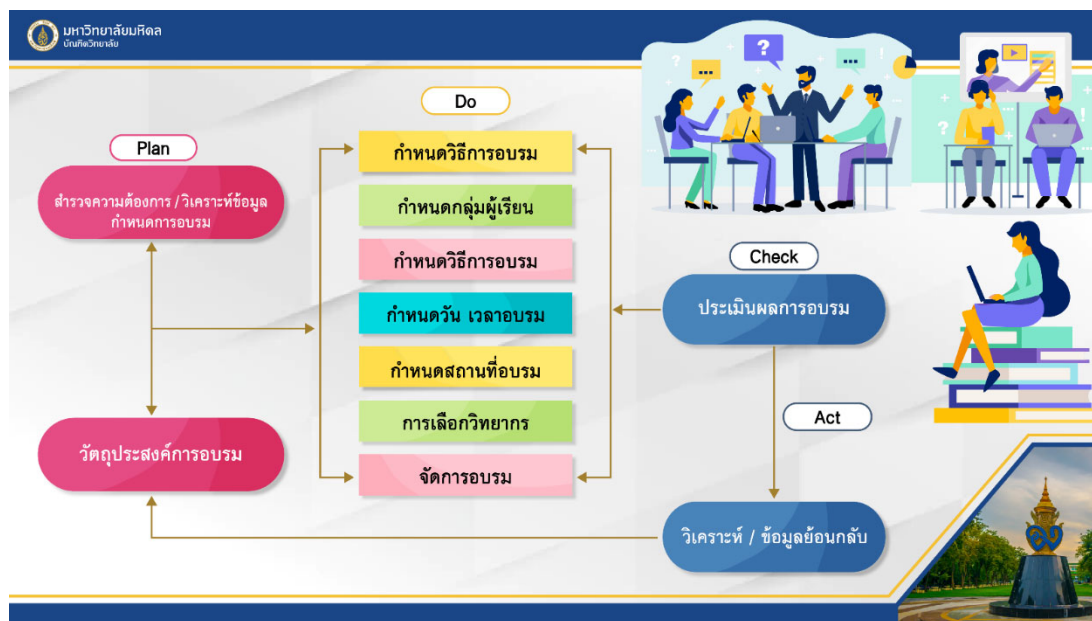 มหาวิทยาลัยมหิดล
บัณฑิตวิทยาลัย
Plan
สำรวจความต้องการ / วิเคราะห์ข้อมูล
กำหนดการอบรม
วัตถุประสงค์การอบรม
Do
กำหนดวิธีการอบรม
กำหนดกลุ่มผู้เรียน
กำหนดวิธีการอบรม
กำหนดวัน เวลาอบรม
กำหนดสถานที่อบรม
การเลือกวิทยากร
จัดการอบรม
Check
ประเมินผลการอบรม
Act
วิเคราะห์ / ข้อมูลย้อนกลับ